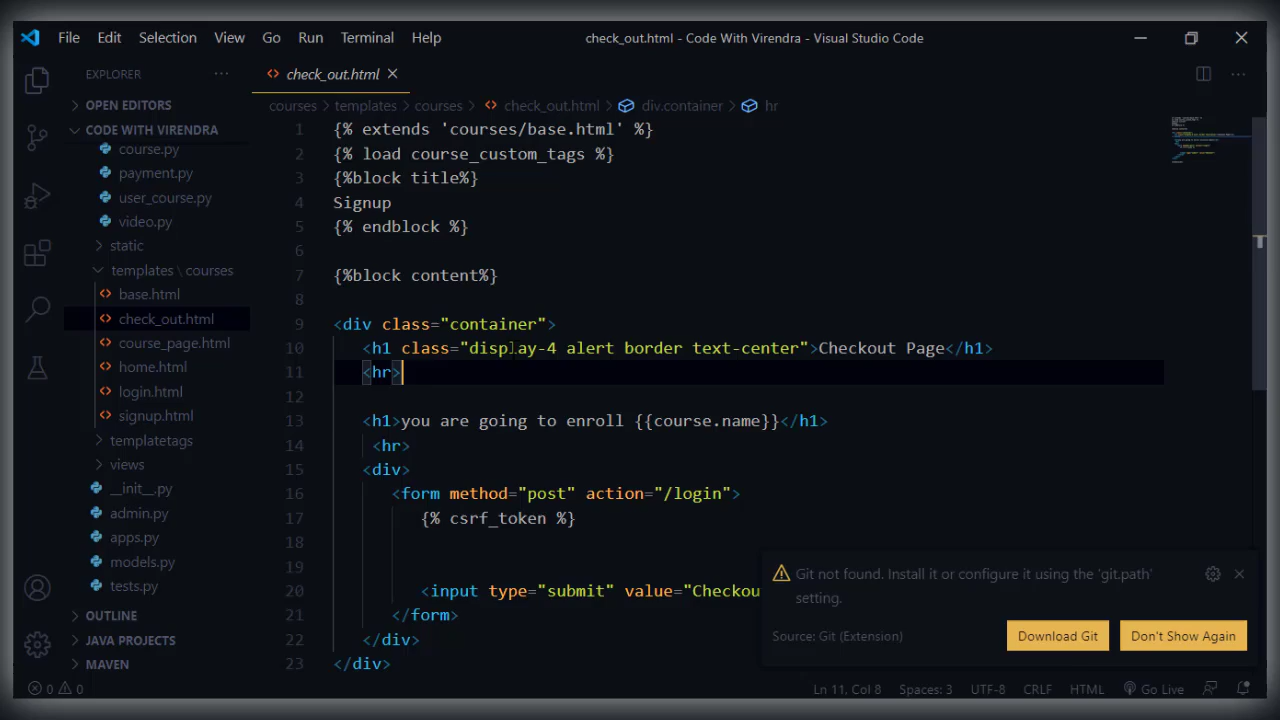 File Edit Selection View Go Run Terminal Help check_out.html - Code With Virendra - Visual Studio Code
EXPLORER ··· check_out.html
OPEN EDITORS
CODE WITH VIRENDRA
course.py
payment.py
user_course.py
video.py
static
templates \ courses
base.html
check_out.html
course_page.html
home.html
login.html
signup.html
templatetags
views
__init__.py
admin.py
apps.py
models.py
tests.py
OUTLINE
JAVA PROJECTS
MAVEN
courses templates courses check_out.html div.container hr
1 {% extends 'courses/base.html' %}
2 {% load course_custom_tags %}
3 {%block title%}
4 Signup
5 {% endblock %}
6
7 {%block content%}
8
9 <div class="container">
10 <h1 class="display-4 alert border text-center">Checkout Page</h1>
11 <hr>
12
13 <h1>you are going to enroll {{course.name}}</h1>
14 <hr>
15 <div>
16 <form method="post" action="/login">
17 {% csrf_token %}
18
19
20 <input type="submit" value="Checkou
21 </form>
22 </div>
23 </div>
Git not found. Install it or configure it using the 'git.path'
setting.
Source: Git (Extension) Download Git Don't Show Again
0 0 Ln 11, Col 8 Spaces: 3 UTF-8 CRLF HTML Go Live